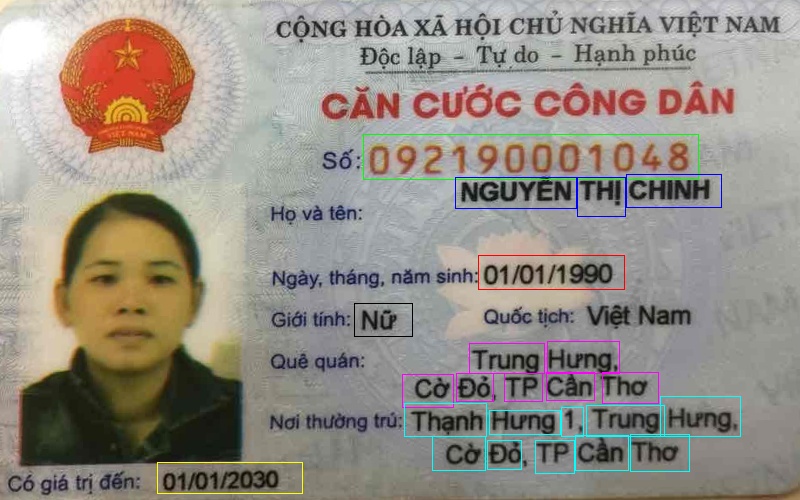 CỘNG HÒA XÃ HỘI CHỦ NGHĨA VIỆT NAM
Độc lập - Tự do - Hạnh phúc
CĂN CƯỚC CÔNG DÂN
Số: 092190001048
NGUYỄN THỊ CHINH
Họ và tên:
Ngày, tháng, năm sinh: 01/01/1990
Giới tính: Nữ Quốc tịch: Việt Nam
Quê quán: Trung Hưng,
Cờ Đỏ, TP Cần Thơ
Nơi thường trú: Thạnh Hưng 1, Trung Hưng,
Cờ Đỏ, TP Cần Thơ
Có giá trị đến: 01/01/2030